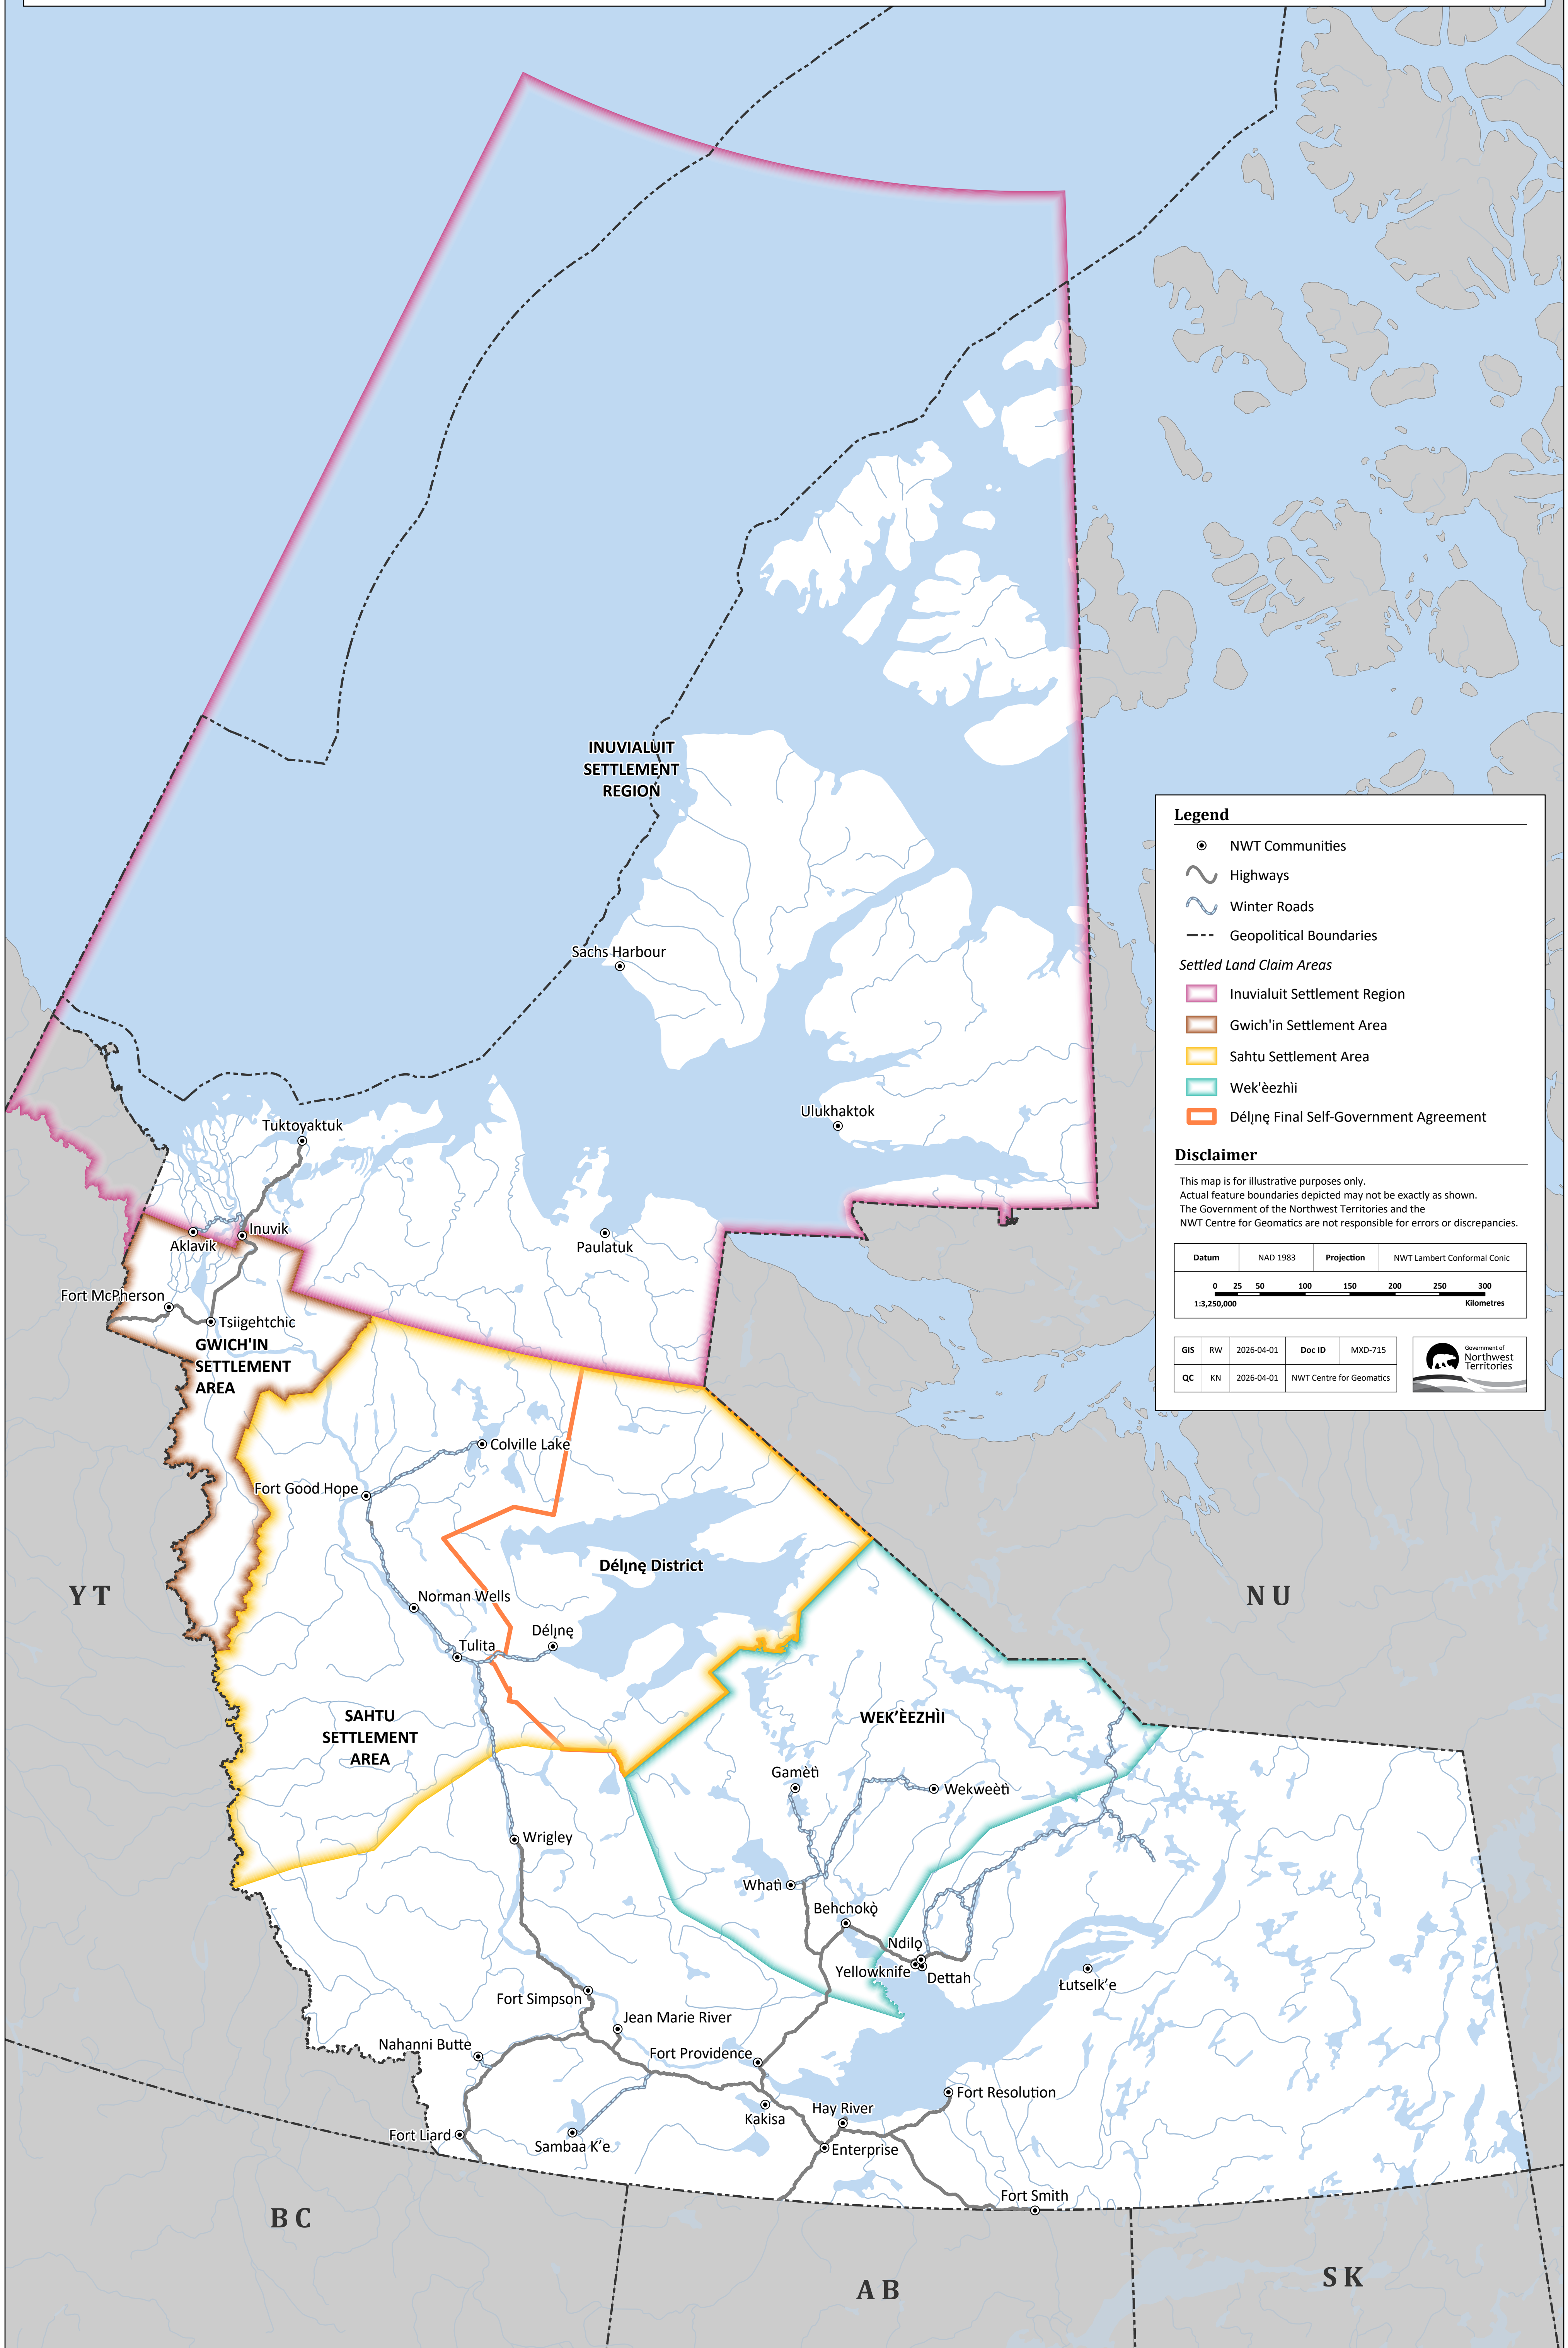 INUVIALUIT
SETTLEMENT
REGION
Sachs Harbour
Ulukhaktok
Tuktoyaktuk
Inuvik
Aklavik
Paulatuk
Fort McPherson
Tsiigehtchic
GWICH'IN
SETTLEMENT
AREA
Colville Lake
Fort Good Hope
Délı̨nę District
Norman Wells
Délı̨nę
Tulita
SAHTU
SETTLEMENT
AREA
WEK’ÈEZHÌI
Gamètì
Wekweètì
Wrigley
Whatì
Behchokǫ̀
Ndilǫ
Yellowknife
Dettah
Łutselk’e
Fort Simpson
Jean Marie River
Nahanni Butte
Fort Providence
Fort Resolution
Kakisa
Hay River
Fort Liard
Sambaa K’e
Enterprise
Fort Smith
Y T
N U
B C
A B
S K
Legend
NWT Communities
Highways
Winter Roads
Geopolitical Boundaries
Settled Land Claim Areas
Inuvialuit Settlement Region
Gwich'in Settlement Area
Sahtu Settlement Area
Wek'èezhìi
Délı̨nę Final Self-Government Agreement
Disclaimer
This map is for illustrative purposes only.
Actual feature boundaries depicted may not be exactly as shown.
The Government of the Northwest Territories and the
NWT Centre for Geomatics are not responsible for errors or discrepancies.
Datum NAD 1983 Projection NWT Lambert Conformal Conic
0 25 50 100 150 200 250 300
1:3,250,000 Kilometres
GIS RW 2026-04-01 Doc ID MXD-715
QC KN 2026-04-01 NWT Centre for Geomatics
Government of
Northwest
Territories